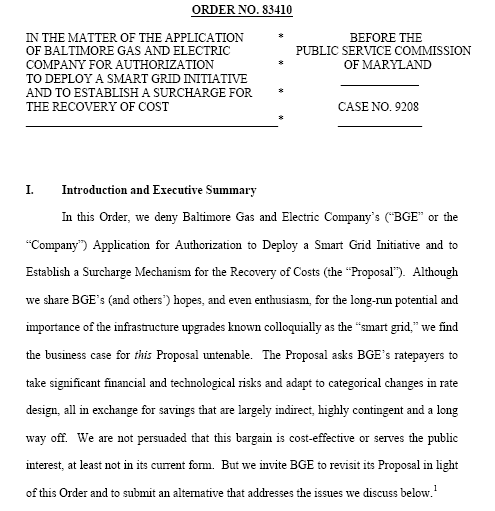 ORDER NO. 83410
IN THE MATTER OF THE APPLICATION * BEFORE THE
OF BALTIMORE GAS AND ELECTRIC PUBLIC SERVICE COMMISSION
COMPANY FOR AUTHORIZATION * OF MARYLAND
TO DEPLOY A SMART GRID INITIATIVE
AND TO ESTABLISH A SURCHARGE FOR *
THE RECOVERY OF COST CASE NO. 9208
*
I. Introduction and Executive Summary
In this Order, we deny Baltimore Gas and Electric Company's ("BGE" or the
"Company") Application for Authorization to Deploy a Smart Grid Initiative and to
Establish a Surcharge Mechanism for the Recovery of Costs (the "Proposal"). Although
we share BGE's (and others') hopes, and even enthusiasm, for the long-run potential and
importance of the infrastructure upgrades known colloquially as the "smart grid," we find
the business case for this Proposal untenable. The Proposal asks BGE's ratepayers to
take significant financial and technological risks and adapt to categorical changes in rate
design, all in exchange for savings that are largely indirect, highly contingent and a long
way off. We are not persuaded that this bargain is cost-effective or serves the public
interest, at least not in its current form. But we invite BGE to revisit its Proposal in light
of this Order and to submit an alternative that addresses the issues we discuss below.1